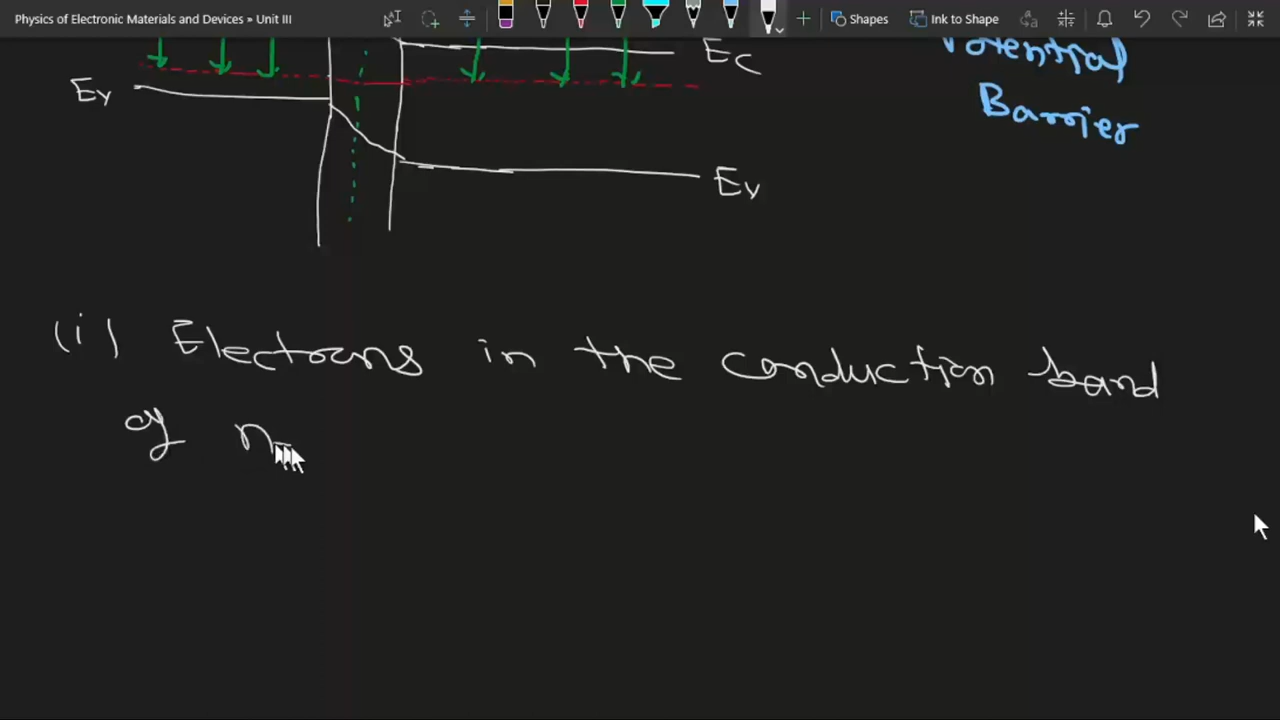 Physics of Electronic Materials and Devices » Unit III
Shapes
Ink to Shape
Ec
Potential
Ev
Barrier
Ev
(i) Electrons in the conduction band
of n-